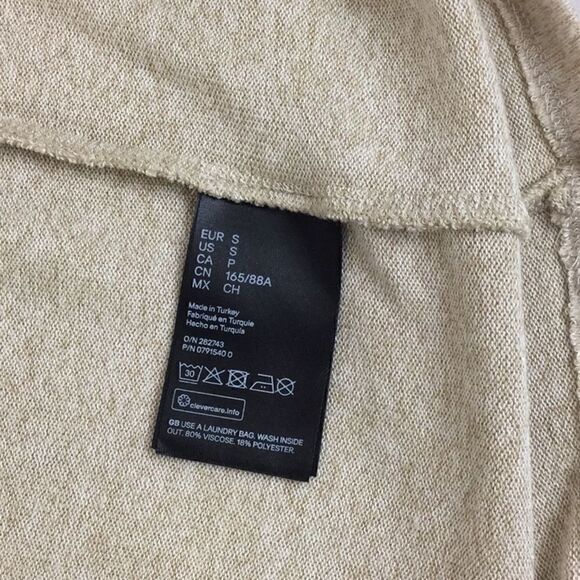 EUR S
US S
CA P
CN 165/88A
MX CH
Made in Turkey
Fabriqué en Turquie
Hecho en Turquía
O/N 282743
P/N 0791540 0
30
clevercare.info
GB USE A LAUNDRY BAG. WASH INSIDE
OUT. 80% VISCOSE. 18% POLYESTER.